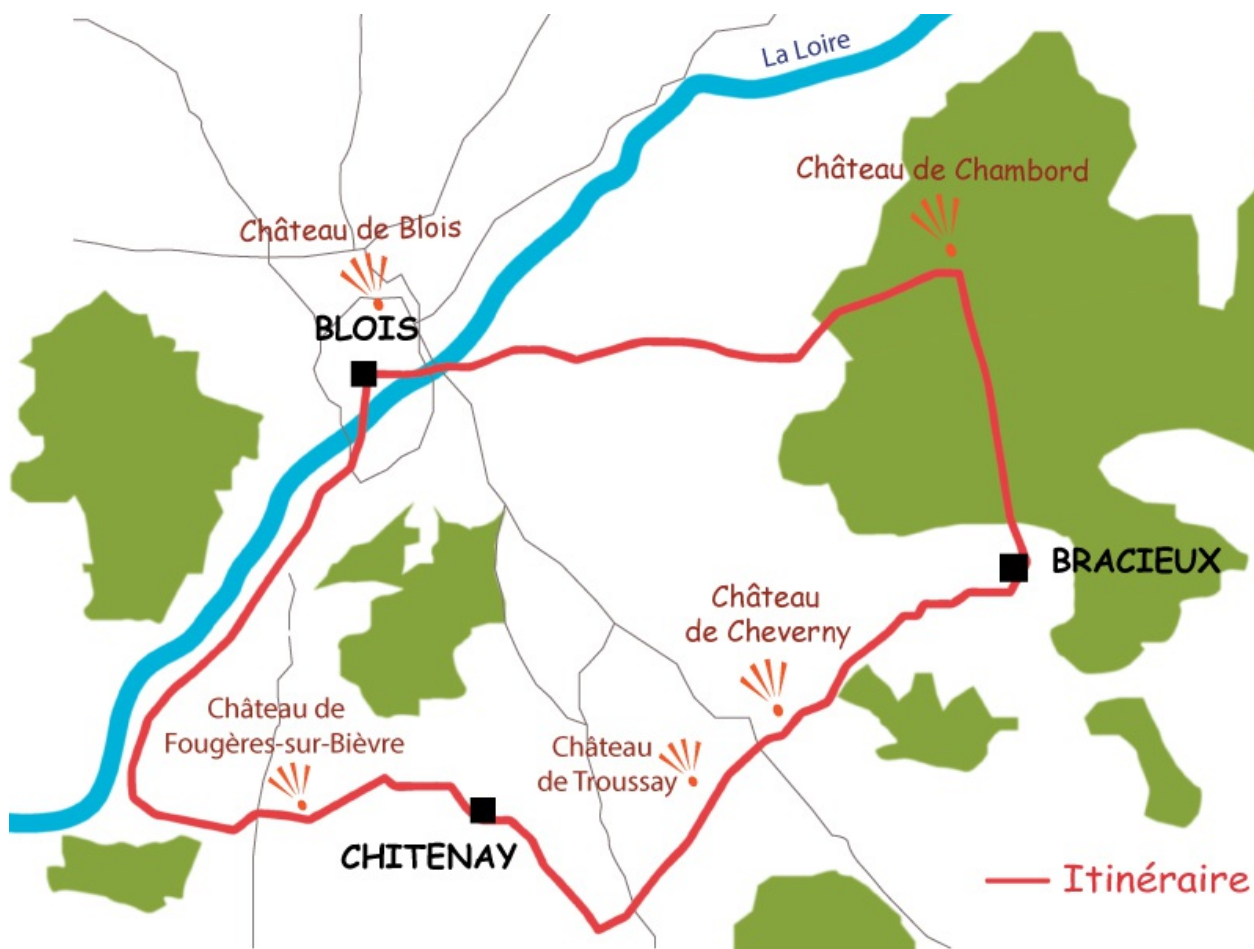 La Loire
Château de Chambord
Château de Blois
BLOIS
BRACIEUX
Château
de Cheverny
Château de
Fougères-sur-Bièvre
Château
de Troussay
CHITENAY
Itinéraire